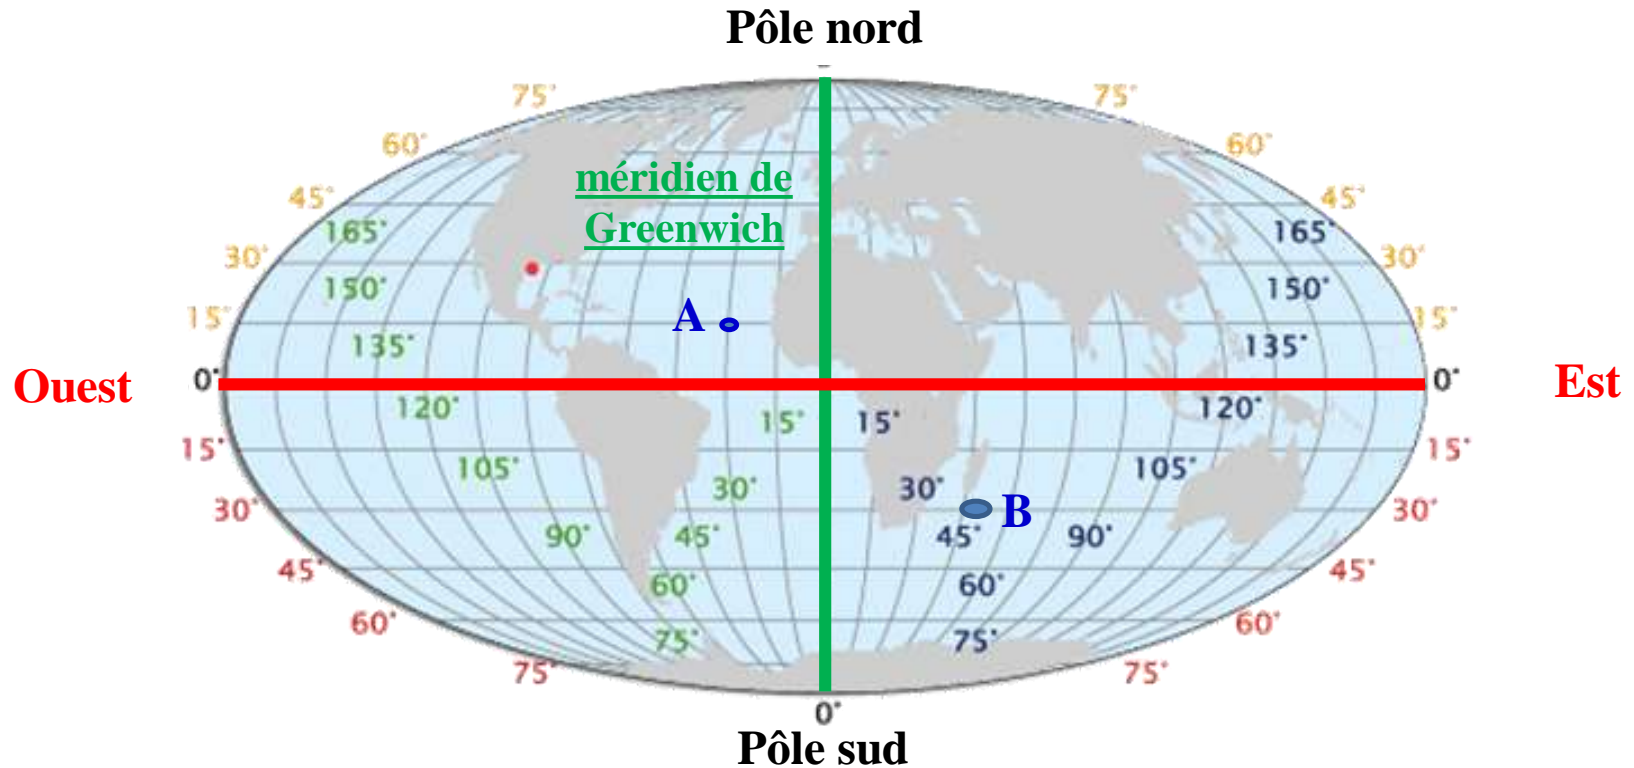 Pôle nord
75° 75°
60° 60°
méridien de
Greenwich
45° 45°
165° 165°
30° 30°
150° 150°
A
15° 15°
135° 135°
Ouest 0° 0° Est
120° 15° 15° 120°
15° 105° 105° 15°
30° 30° 30° B 30°
90° 45° 45° 90°
45° 60° 60° 45°
60° 75° 75° 60°
75° 75°
0°
Pôle sud